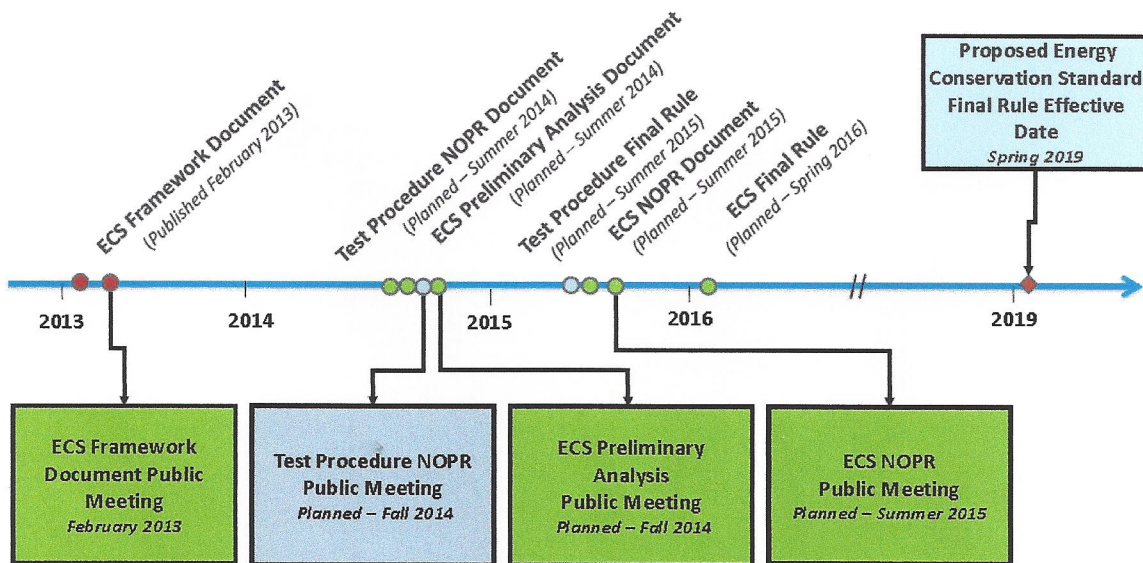 ECS Framework Document
(Published February 2013)
Test Procedure NOPR Document
(Planned – Summer 2014)
ECS Preliminary Analysis Document
(Planned – Summer 2014)
Test Procedure Final Rule
(Planned – Summer 2015)
ECS NOPR Document
(Planned – Summer 2015)
ECS Final Rule
(Planned – Spring 2016)
Proposed Energy
Conservation Standard
Final Rule Effective
Date
Spring 2019
//
2013
2014
2015
2016
2019
ECS Framework
Document Public
Meeting
February 2013
Test Procedure NOPR
Public Meeting
Planned – Fall 2014
ECS Preliminary
Analysis
Public Meeting
Planned – Fall 2014
ECS NOPR
Public Meeting
Planned – Summer 2015